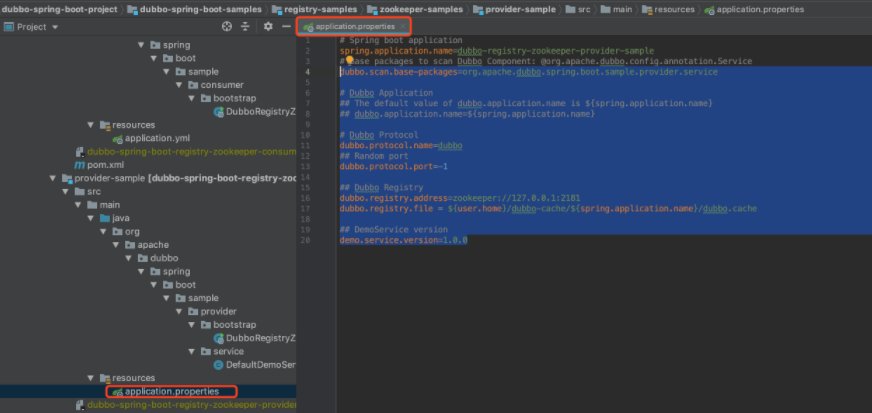 dubbo-spring-boot-project dubbo-spring-boot-samples registry-samples zookeeper-samples provider-sample src main resources application.properties
Project
application.properties
spring
boot
sample
consumer
bootstrap
DubboRegistryZ
resources
application.yml
dubbo-spring-boot-registry-zookeeper-consum
pom.xml
provider-sample [dubbo-spring-boot-registry-zoo
src
main
java
org
apache
dubbo
spring
boot
sample
provider
bootstrap
DubboRegistryZ
service
DefaultDemoSer
resources
application.properties
dubbo-spring-boot-registry-zookeeper-provider
1 # Spring boot application
2 spring.application.name=dubbo-registry-zookeeper-provider-sample
3 # Base packages to scan Dubbo Component: @org.apache.dubbo.config.annotation.Service
4 dubbo.scan.base-packages=org.apache.dubbo.spring.boot.sample.provider.service
5
6 # Dubbo Application
7 ## The default value of dubbo.application.name is ${spring.application.name}
8 ## dubbo.application.name=${spring.application.name}
9
10 # Dubbo Protocol
11 dubbo.protocol.name=dubbo
12 ## Random port
13 dubbo.protocol.port=-1
14
15 ## Dubbo Registry
16 dubbo.registry.address=zookeeper://127.0.0.1:2181
17 dubbo.registry.file = ${user.home}/dubbo-cache/${spring.application.name}/dubbo.cache
18
19 ## DemoService version
20 demo.service.version=1.0.0